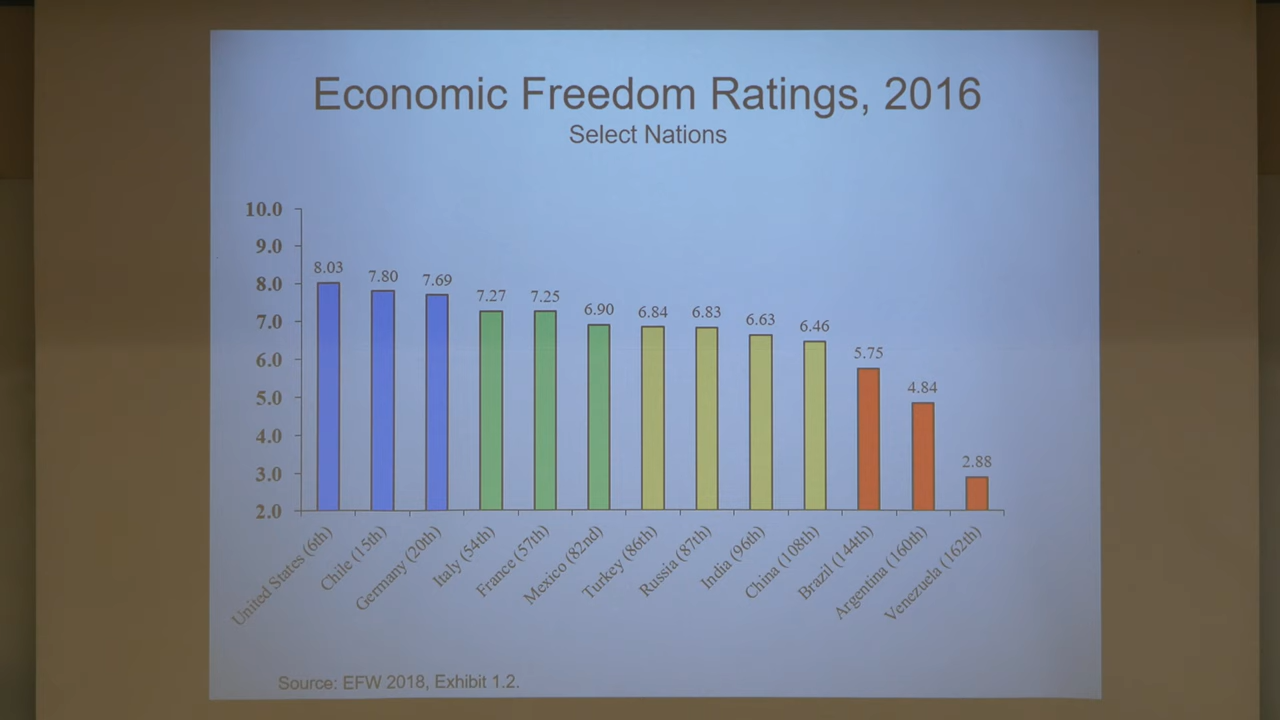 Economic Freedom Ratings, 2016
Select Nations
10.0
9.0
8.0
7.0
6.0
5.0
4.0
3.0
2.0
8.03
7.80
7.69
7.27
7.25
6.90
6.84
6.83
6.63
6.46
5.75
4.84
2.88
United States (6th)
Chile (15th)
Germany (20th)
Italy (54th)
France (57th)
Mexico (82nd)
Turkey (86th)
Russia (87th)
India (96th)
China (108th)
Brazil (144th)
Argentina (160th)
Venezuela (162th)
Source: EFW 2018, Exhibit 1.2.